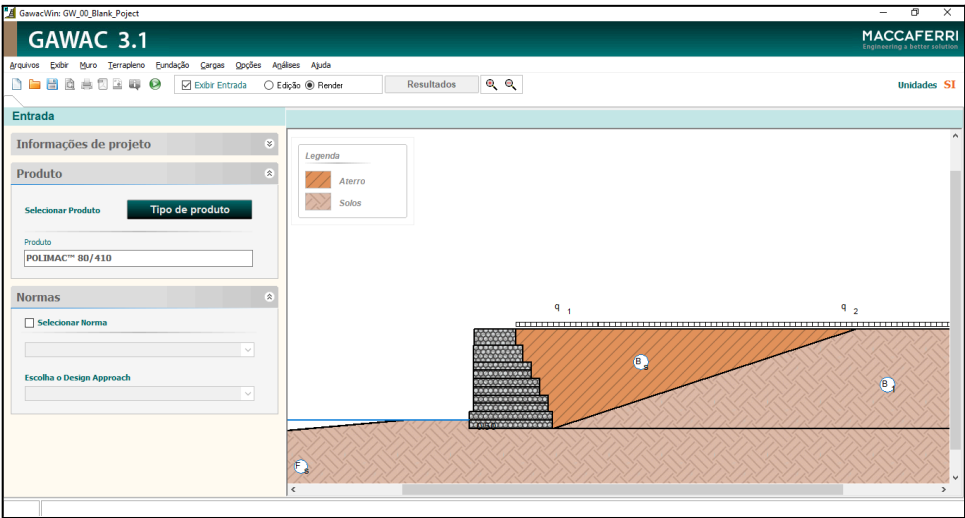 GawacWin: GW_00_Blank_Poject
GAWAC 3.1
MACCAFERRI
Engineering a better solution
Arquivos Exibir Muro Terrapleno Fundação Cargas Opções Análises Ajuda
Exibir Entrada Edição Render Resultados Unidades SI
Entrada
Informações de projeto
Produto
Selecionar Produto Tipo de produto
Produto
POLIMAC™ 80/410
Normas
Selecionar Norma
Escolha o Design Approach
Legenda
Aterro
Solos
q 1 q 2
B s
B 1
F s